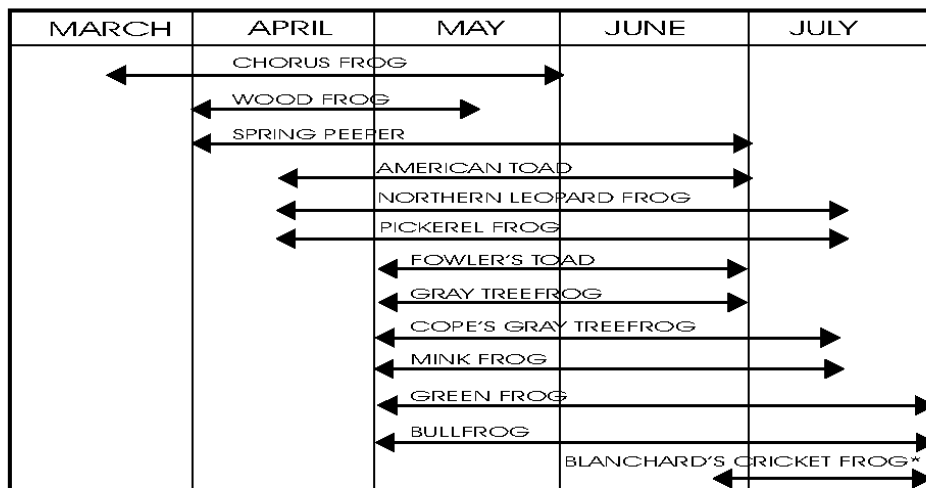 MARCH APRIL MAY JUNE JULY
CHORUS FROG
WOOD FROG
SPRING PEEPER
AMERICAN TOAD
NORTHERN LEOPARD FROG
PICKEREL FROG
FOWLER'S TOAD
GRAY TREEFROG
COPE'S GRAY TREEFROG
MINK FROG
GREEN FROG
BULLFROG
BLANCHARD'S CRICKET FROG*